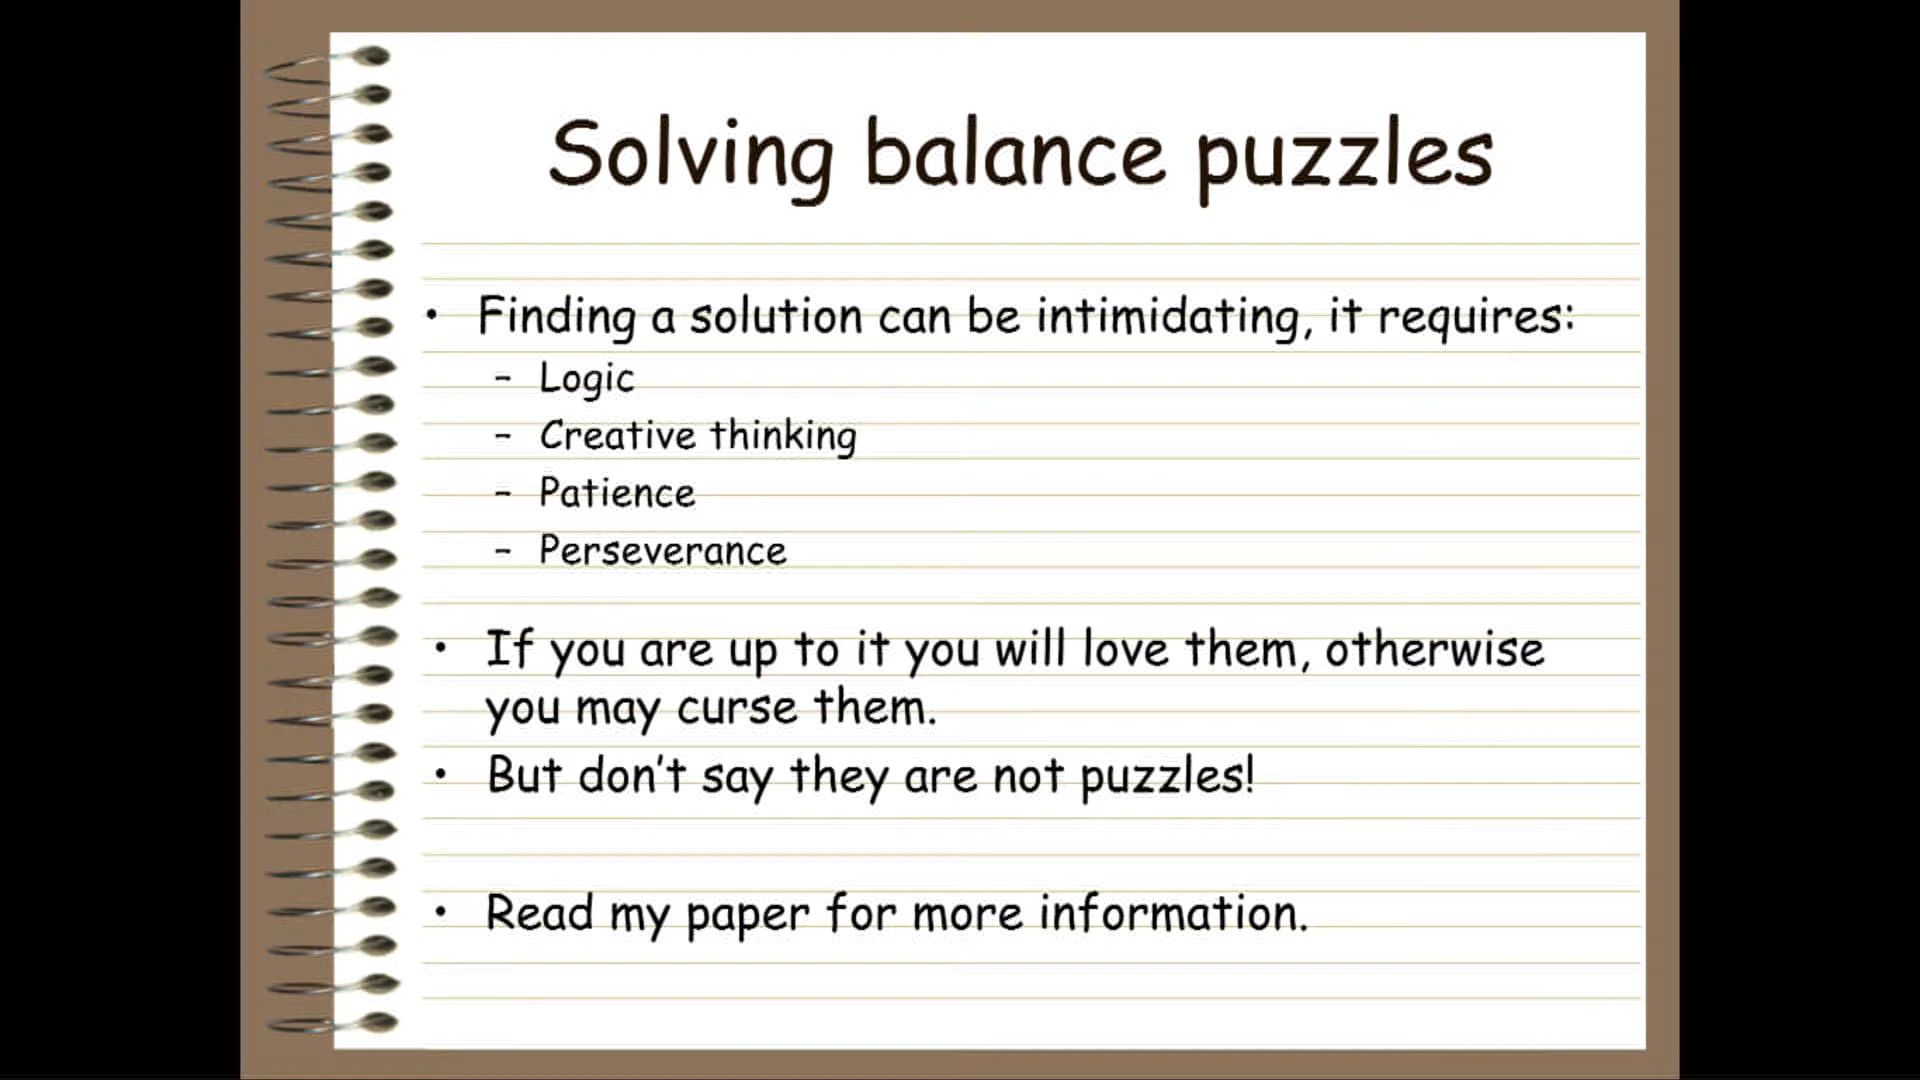 Solving balance puzzles
• Finding a solution can be intimidating, it requires:
– Logic
– Creative thinking
– Patience
– Perseverance
• If you are up to it you will love them, otherwise
you may curse them.
• But don't say they are not puzzles!
• Read my paper for more information.